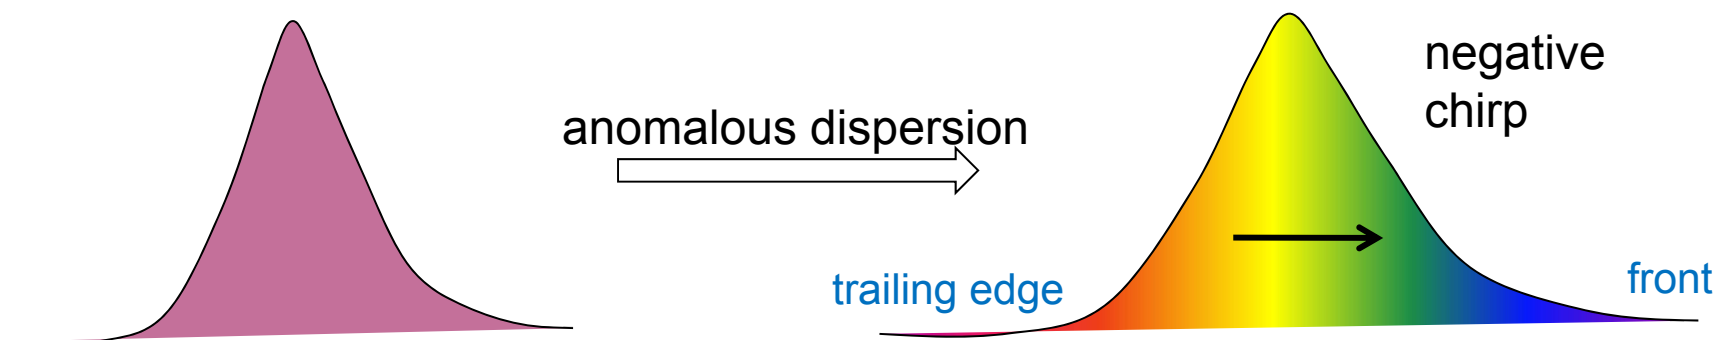 anomalous dispersion
negative
chirp
trailing edge
front